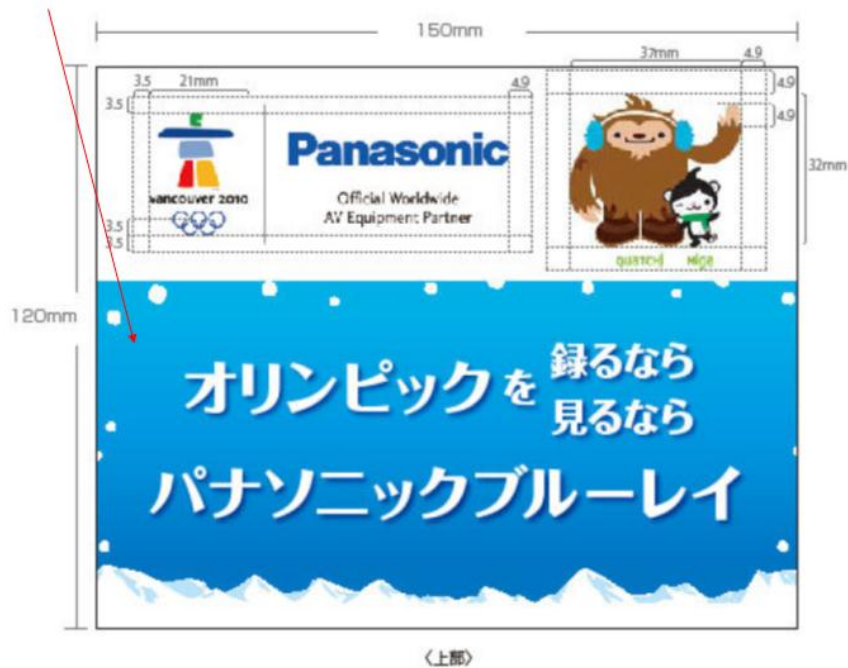 150mm
37mm
4.9
3.5
21mm
4.9
4.9
3.5
4.9
Panasonic
32mm
vancouver 2010
Official Worldwide
AV Equipment Partner
3.5
3.5
QUATCHI
Miga
120mm
オリンピックを
録るなら
見るなら
パナソニックブルーレイ
〈上部〉